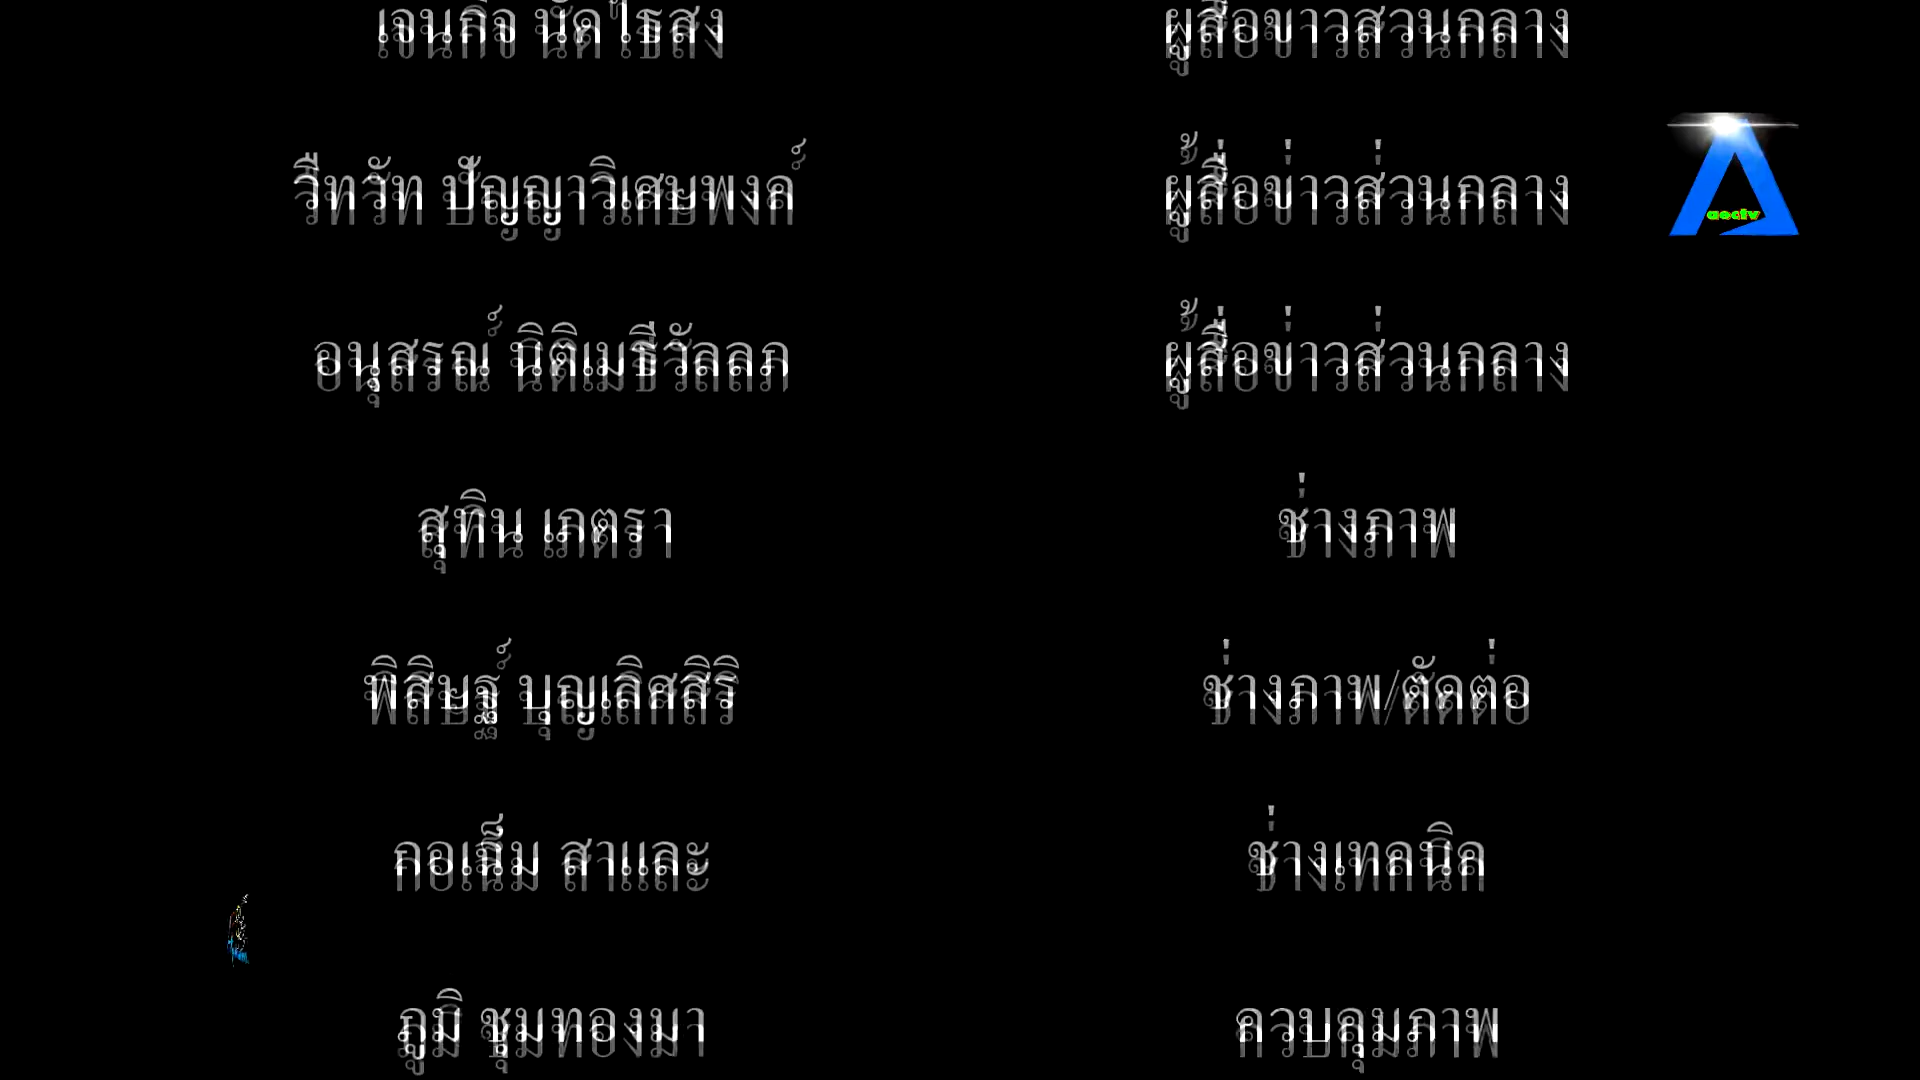 เจนกิจ นัดไธสง ผู้สื่อข่าวส่วนกลาง
วีทวัท ปัญญาวิเศษพงค์ ผู้สื่อข่าวส่วนกลาง
aoctv
อนุสรณ์ นิติเมธีวัลลภ ผู้สื่อข่าวส่วนกลาง
สุทิน เภตรา ช่างภาพ
พิสิษฐ์ บุญเลิศสิริ ช่างภาพ/ตัดต่อ
กอเซ็ม สาและ ช่างเทคนิค
ภูมิ ชุมทองมา ควบคุมภาพ